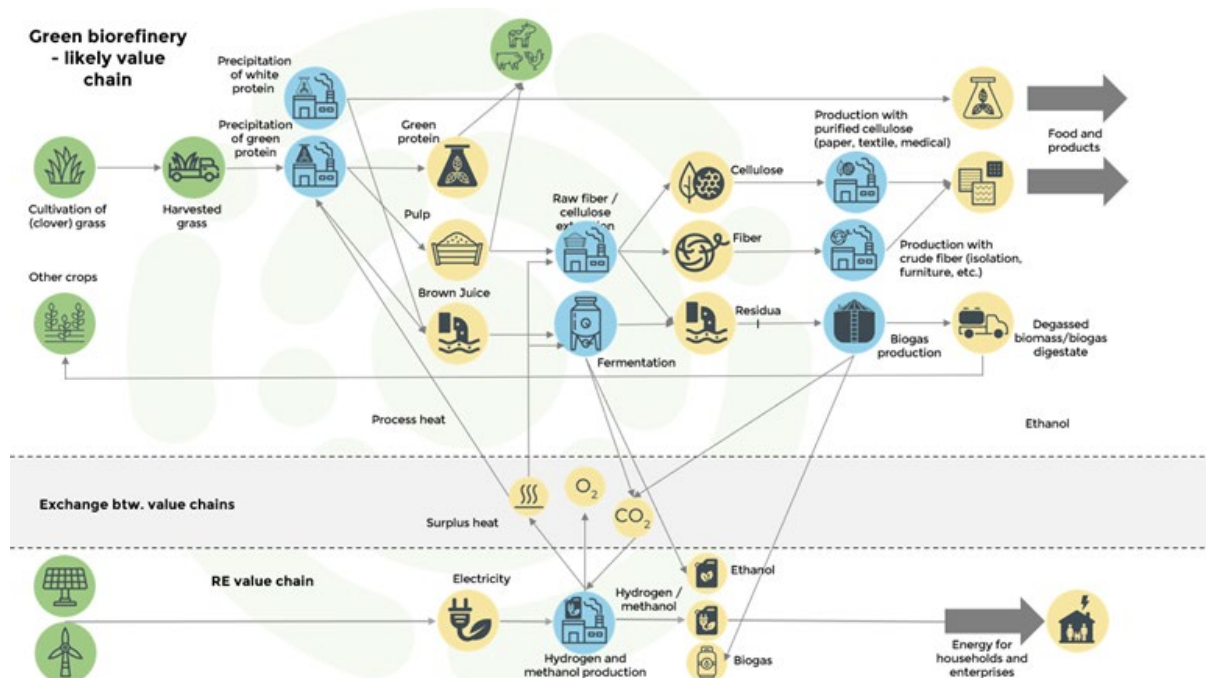 Green biorefinery
- likely value
chain
Precipitation
of white
protein
Precipitation
of green
protein
Green
protein
Production with
purified cellulose
(paper, textile, medical)
Food and
products
Cultivation of
(clover) grass
Harvested
grass
Pulp
Raw fiber /
cellulose
Cellulose
Fiber
Production with
crude fiber (isolation,
furniture, etc.)
Other crops
Brown Juice
Residua
Fermentation
Biogas
production
Degassed
biomass/biogas
digestate
Process heat
Ethanol
Exchange btw. value chains
O2
CO2
Surplus heat
RE value chain
Electricity
Hydrogen /
methanol
Ethanol
Hydrogen and
methanol production
Biogas
Energy for
households and
enterprises